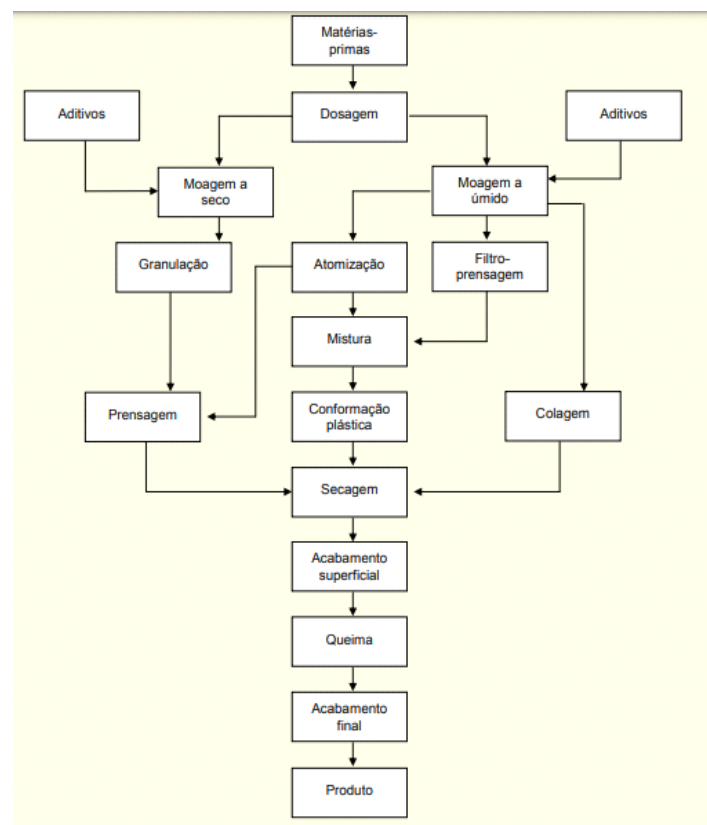 Matérias-
primas
Aditivos
Dosagem
Aditivos
Moagem a
seco
Moagem a
úmido
Granulação
Atomização
Filtro-
prensagem
Mistura
Prensagem
Conformação
plástica
Colagem
Secagem
Acabamento
superficial
Queima
Acabamento
final
Produto